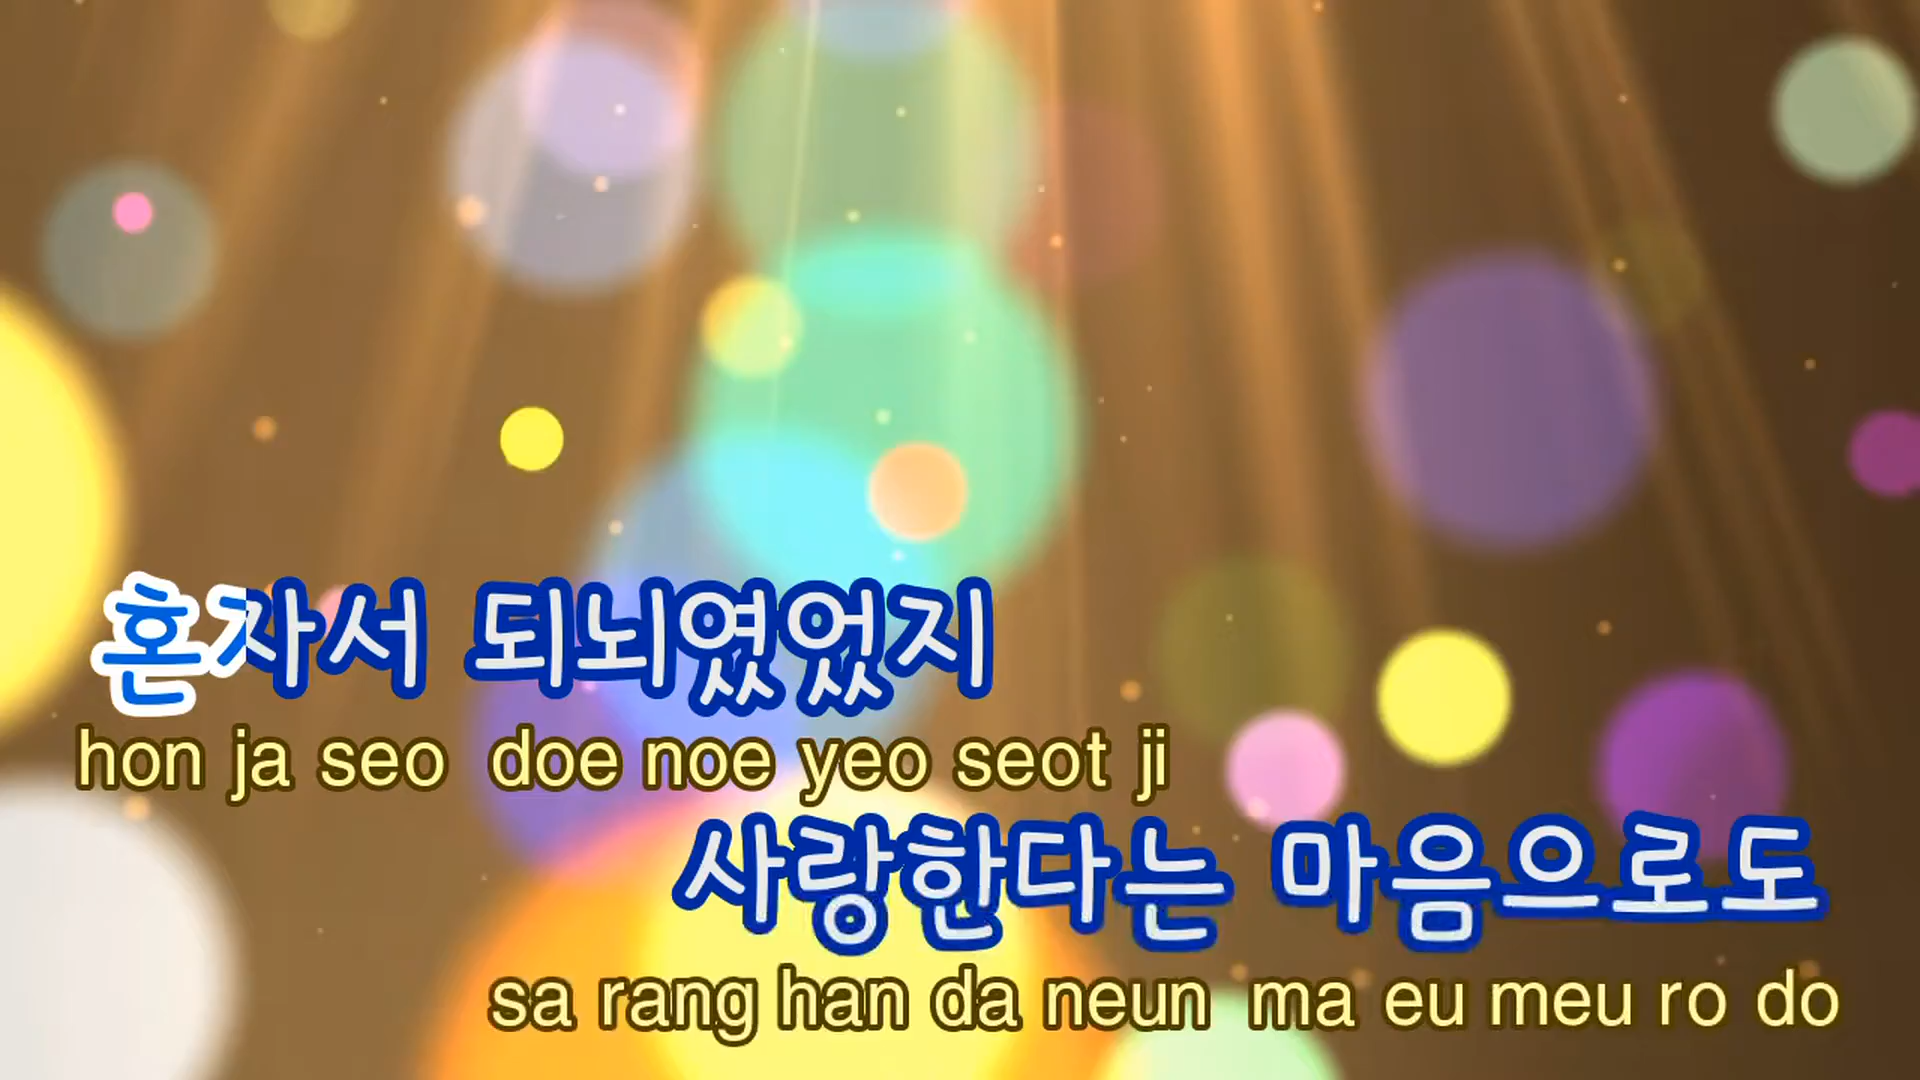 혼자서 되뇌였었지
hon ja seo doe noe yeo seot ji
사랑한다는 마음으로도
sa rang han da neun ma eu meu ro do